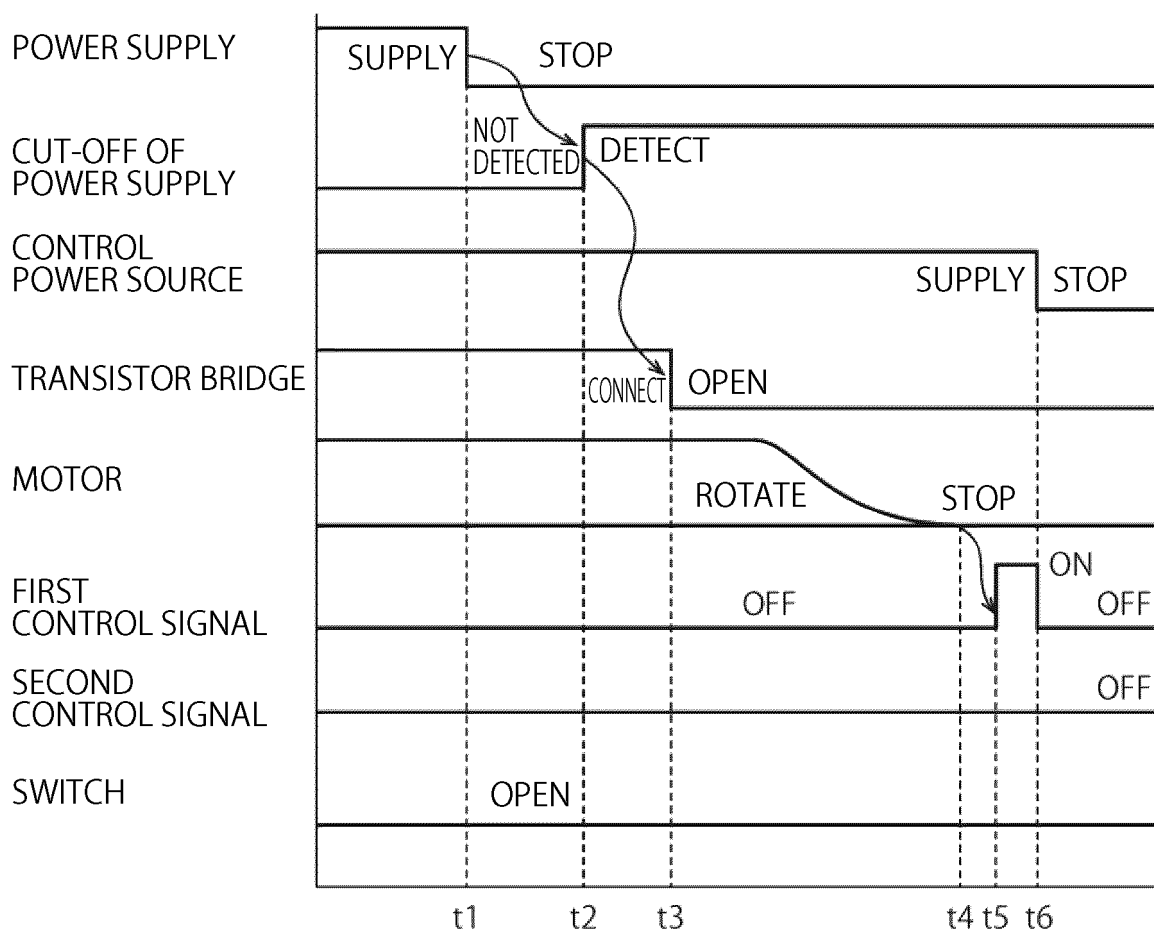 POWER SUPPLY
SUPPLY
STOP
CUT-OFF OF
POWER SUPPLY
NOT
DETECTED
DETECT
CONTROL
POWER SOURCE
SUPPLY
STOP
TRANSISTOR BRIDGE
CONNECT
OPEN
MOTOR
ROTATE
STOP
FIRST
CONTROL SIGNAL
OFF
ON
OFF
SECOND
CONTROL SIGNAL
OFF
SWITCH
OPEN
t1 t2 t3 t4 t5 t6